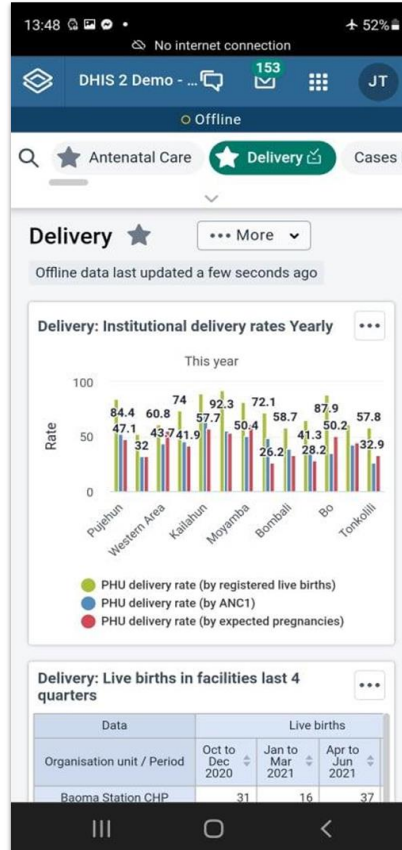 13:48
52%
No internet connection
DHIS 2 Demo - ...
153
JT
Offline
Antenatal Care
Delivery
Cases
Delivery
••• More
Offline data last updated a few seconds ago
Delivery: Institutional delivery rates Yearly
This year
100
50
0
Rate
84.4
47.1
32
60.8
43.7
74
41.9
57.7
92.3
50.4
72.1
26.2
58.7
41.3
28.2
87.9
50.2
57.8
32.9
Pujehun
Western Area
Kailahun
Moyamba
Bombali
Bo
Tonkolili
PHU delivery rate (by registered live births)
PHU delivery rate (by ANC1)
PHU delivery rate (by expected pregnancies)
Delivery: Live births in facilities last 4
quarters
Data
Live births
Organisation unit / Period
Oct to
Dec
2020
Jan to
Mar
2021
Apr to
Jun
2021
Baoma Station CHP
31
16
37